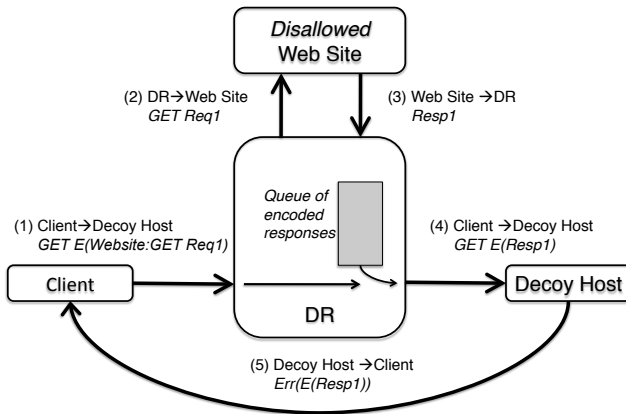 Disallowed
Web Site
(2) DR→Web Site
GET Req1
(3) Web Site →DR
Resp1
Queue of
encoded
responses
(1) Client→Decoy Host
GET E(Website:GET Req1)
(4) Client →Decoy Host
GET E(Resp1)
Client
DR
Decoy Host
(5) Decoy Host →Client
Err(E(Resp1))